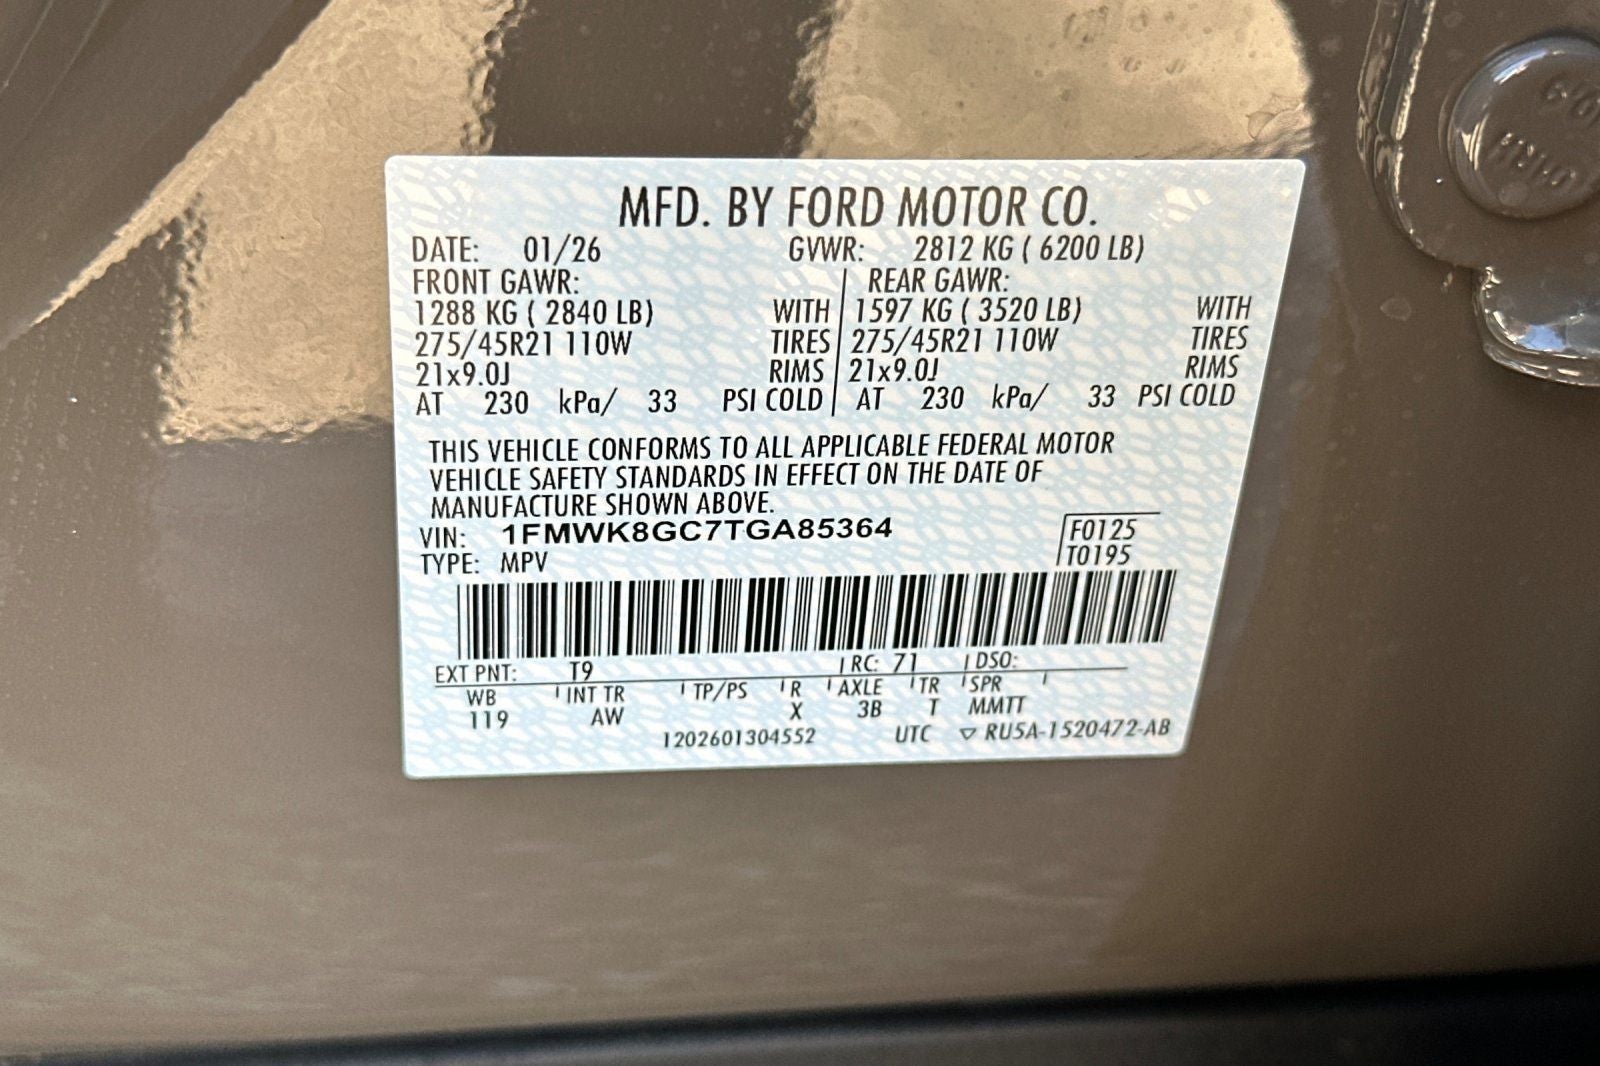 MFD. BY FORD MOTOR CO.
DATE: 01/26 GVWR: 2812 KG ( 6200 LB)
FRONT GAWR: REAR GAWR:
1288 KG ( 2840 LB) WITH 1597 KG ( 3520 LB) WITH
275/45R21 110W TIRES 275/45R21 110W TIRES
21x9.0J RIMS 21x9.0J RIMS
AT 230 kPa/ 33 PSI COLD AT 230 kPa/ 33 PSI COLD
THIS VEHICLE CONFORMS TO ALL APPLICABLE FEDERAL MOTOR
VEHICLE SAFETY STANDARDS IN EFFECT ON THE DATE OF
MANUFACTURE SHOWN ABOVE.
VIN: 1FMWK8GC7TGA85364 F0125
TYPE: MPV T0195
EXT PNT: T9 RC: 71 DSO:
WB INT TR TP/PS R AXLE TR SPR
119 AW X 3B T MMTT
1202601304552 UTC ▽ RU5A-1520472-AB